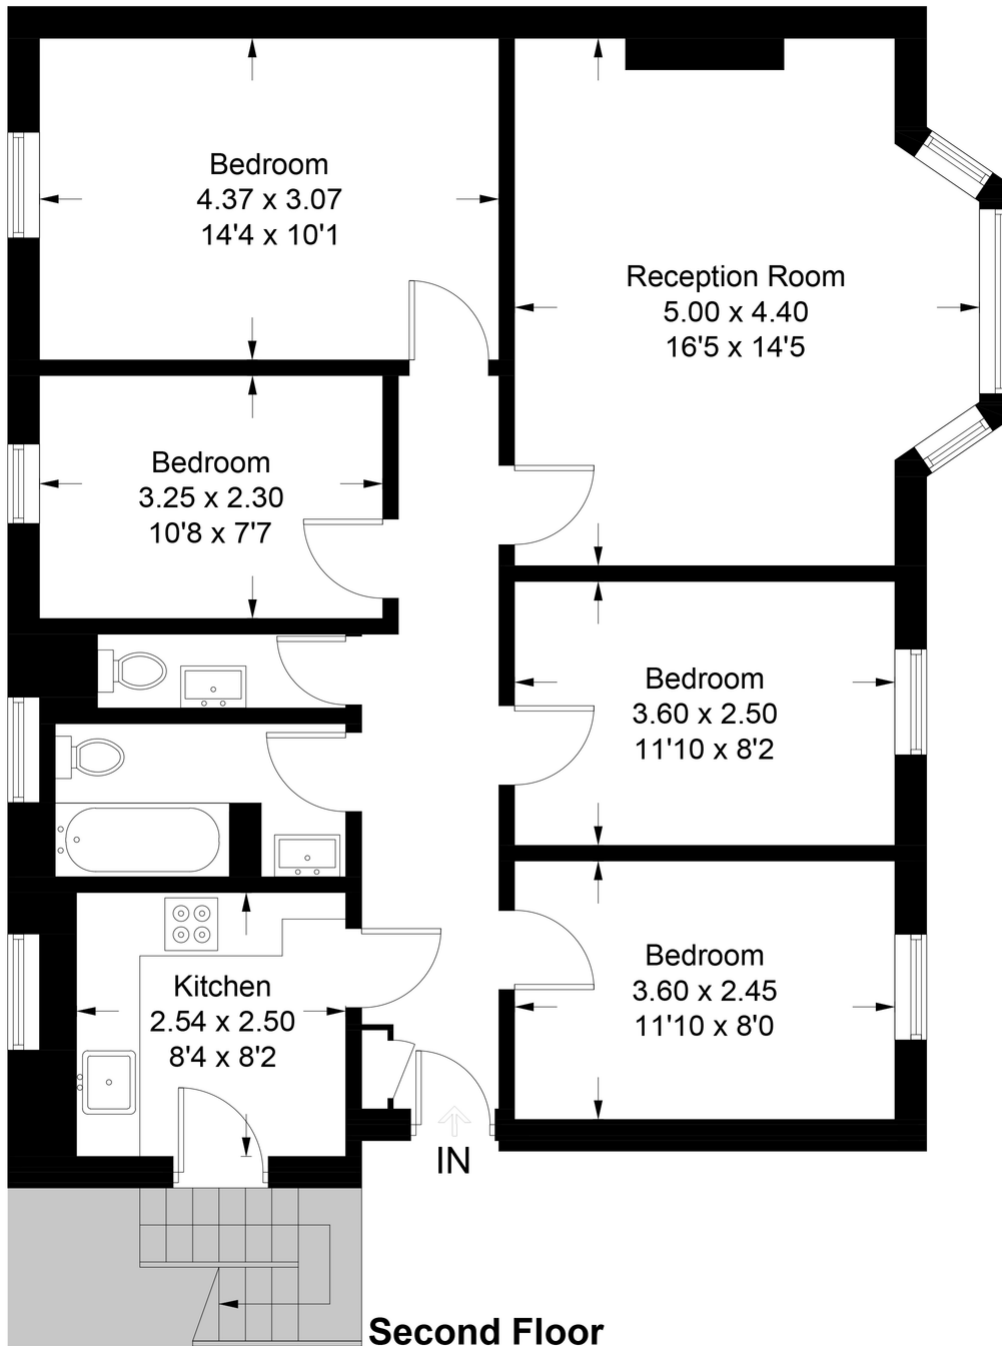 Bedroom
4.37 x 3.07
14'4 x 10'1
Reception Room
5.00 x 4.40
16'5 x 14'5
Bedroom
3.25 x 2.30
10'8 x 7'7
Bedroom
3.60 x 2.50
11'10 x 8'2
Bedroom
3.60 x 2.45
11'10 x 8'0
Kitchen
2.54 x 2.50
8'4 x 8'2
IN
Second Floor